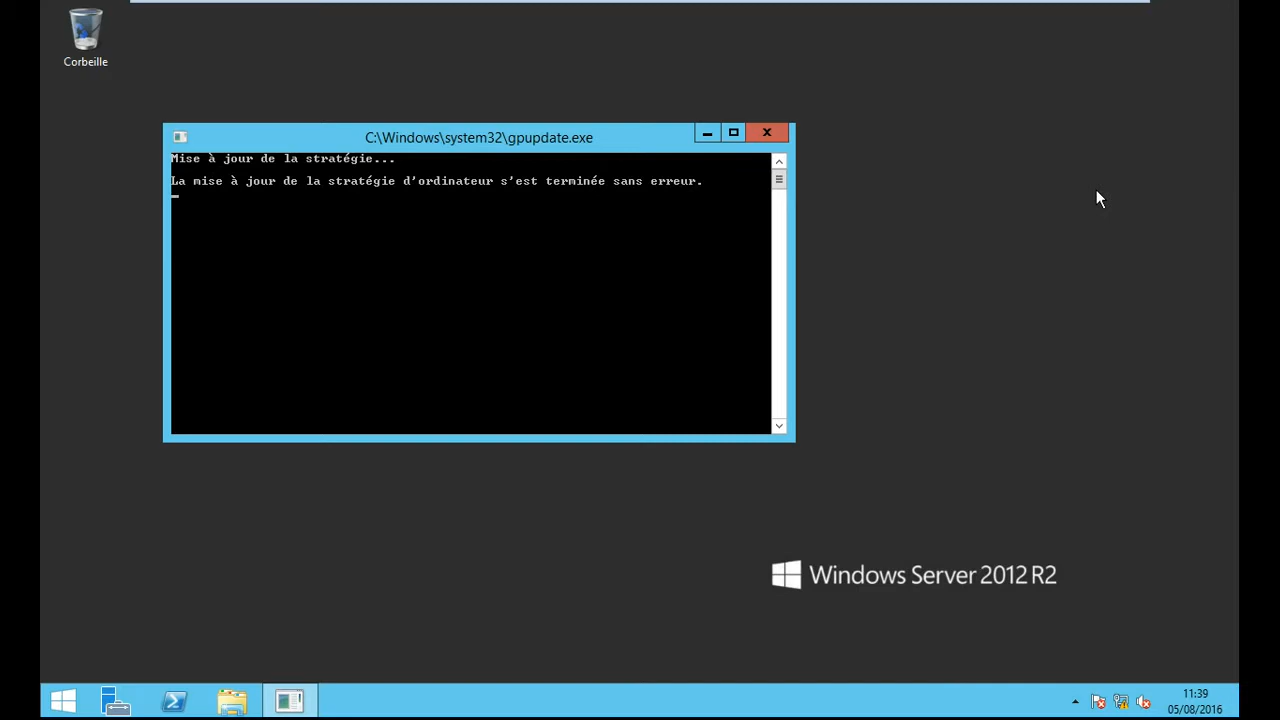 Corbeille
C:\Windows\system32\gpupdate.exe
Mise à jour de la stratégie...
La mise à jour de la stratégie d'ordinateur s'est terminée sans erreur.
Windows Server 2012 R2
11:39
05/08/2016